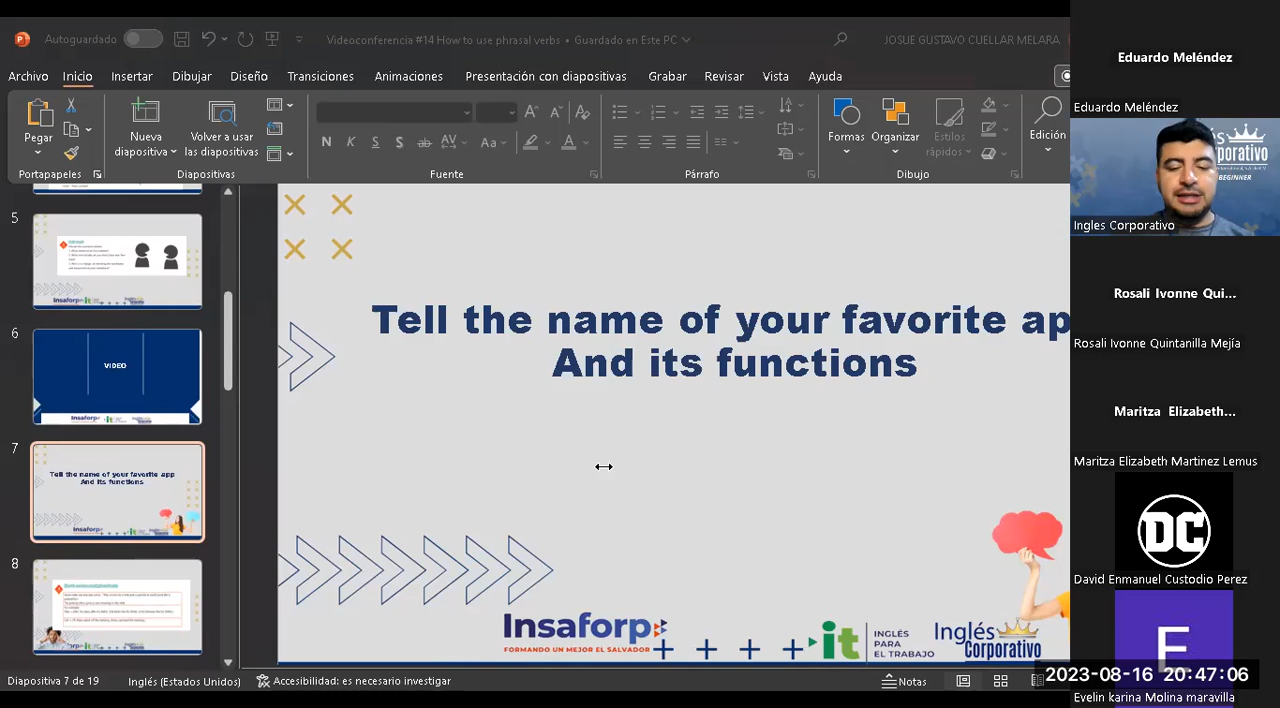 Autoguardado
Videoconferencia #14 How to use phrasal verbs • Guardado en Este PC
JOSUE GUSTAVO CUELLAR MELARA
Archivo Inicio Insertar Dibujar Diseño Transiciones Animaciones Presentación con diapositivas Grabar Revisar Vista Ayuda
Pegar
Nueva diapositiva
Volver a usar las diapositivas
Formas
Organizar
Estilos rápidos
Edición
Portapapeles
Diapositivas
Fuente
Párrafo
Dibujo
5
6
VIDEO
7
Tell the name of your favorite app
And its functions
8
Tell the name of your favorite ap
And its functions
Insaforp
FORMANDO UN MEJOR EL SALVADOR
it
INGLÉS
PARA
EL TRABAJO
Inglés
Corporativo
Diapositiva 7 de 19
Inglés (Estados Unidos)
Accesibilidad: es necesario investigar
Notas
Eduardo Meléndez
Eduardo Meléndez
BEGINNER
Ingles Corporativo
Rosali Ivonne Qui...
Rosali Ivonne Quintanilla Mejía
Maritza Elizabeth...
Maritza Elizabeth Martinez Lemus
DC
David Enmanuel Custodio Perez
E
2023-08-16 20:47:06
Evelin karina Molina maravilla